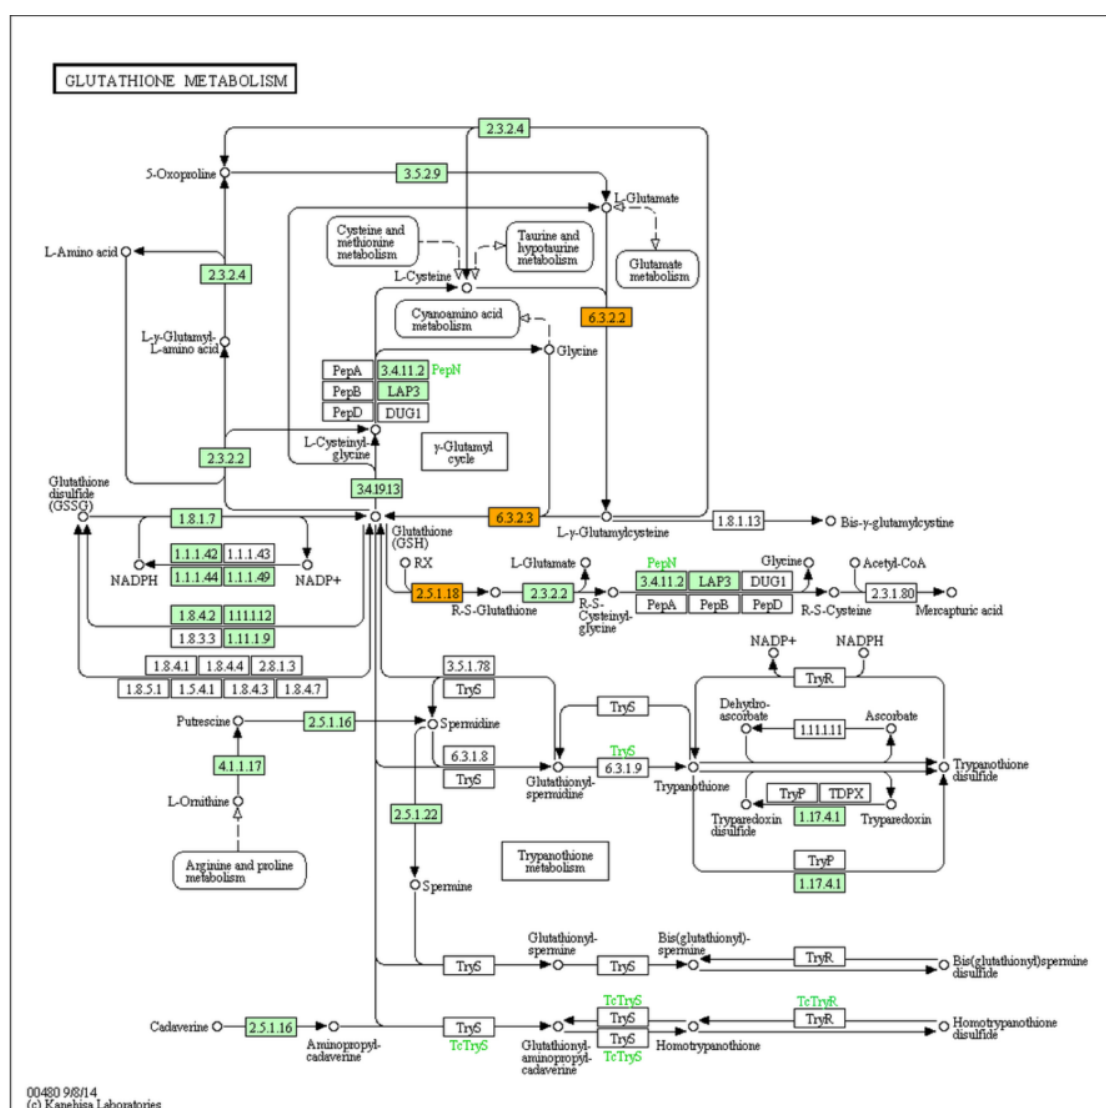 GLUTATHIONE METABOLISM
2.3.2.4
5-Oxoproline
3.5.2.9
L-Glutamate
Cysteine and
methionine
metabolism
Taurine and
hypotaurine
metabolism
L-Amino acid
2.3.2.4
Glutamate
metabolism
L-Cysteine
Cyanoamino acid
metabolism
6.3.2.2
L-γ-Glutamyl-
L-amino acid
Glycine
PepA
3.4.11.2
PepN
PepB
LAP3
PepD
DUG1
L-Cysteinyl-
glycine
γ-Glutamyl
cycle
2.3.2.2
Glutathione
disulfide
(GSSG)
3.4.19.13
1.8.1.7
Glutathione
(GSH)
6.3.2.3
L-γ-Glutamylcysteine
1.8.1.13
Bis-γ-glutamylcystine
1.1.1.42
1.1.1.43
NADPH
1.1.1.44
1.1.1.49
NADP+
RX
L-Glutamate
PepN
Glycine
Acetyl-CoA
2.5.1.18
R-S-Glutathione
2.3.2.2
R-S-
Cysteinyl-
glycine
3.4.11.2
LAP3
DUG1
PepA
PepB
PepD
R-S-Cysteine
2.3.1.80
Mercapturic acid
1.8.4.2
1.11.1.12
1.8.3.3
1.11.1.9
1.8.4.1
1.8.4.4
2.8.1.3
1.8.5.1
1.5.4.1
1.8.4.3
1.8.4.7
3.5.1.78
TryS
NADP+
NADPH
TryR
Putrescine
2.5.1.16
Spermidine
TryS
Dehydro-
ascorbate
1.11.1.11
Ascorbate
4.1.1.17
6.3.1.8
TryS
Glutathionyl-
spermidine
TryS
6.3.1.9
Trypanothione
Trypanothione
disulfide
L-Ornithine
2.5.1.22
TryP
TDPX
Tryparedoxin
disulfide
1.17.4.1
Tryparedoxin
Arginine and proline
metabolism
Trypanothione
metabolism
TryP
1.17.4.1
Spermine
Glutathionyl-
spermine
Bis(glutathionyl)-
spermine
TryS
TryS
TryR
Bis(glutathionyl)spermine
disulfide
Cadaverine
2.5.1.16
Aminopropyl-
cadaverine
TryS
TcTryS
Glutathionyl-
aminopropyl-
cadaverine
TcTryS
TryS
TryS
TcTryS
Homotrypanothione
TcTryR
TryR
Homotrypanothione
disulfide
00480 9/8/14
(c) Kanehisa Laboratories